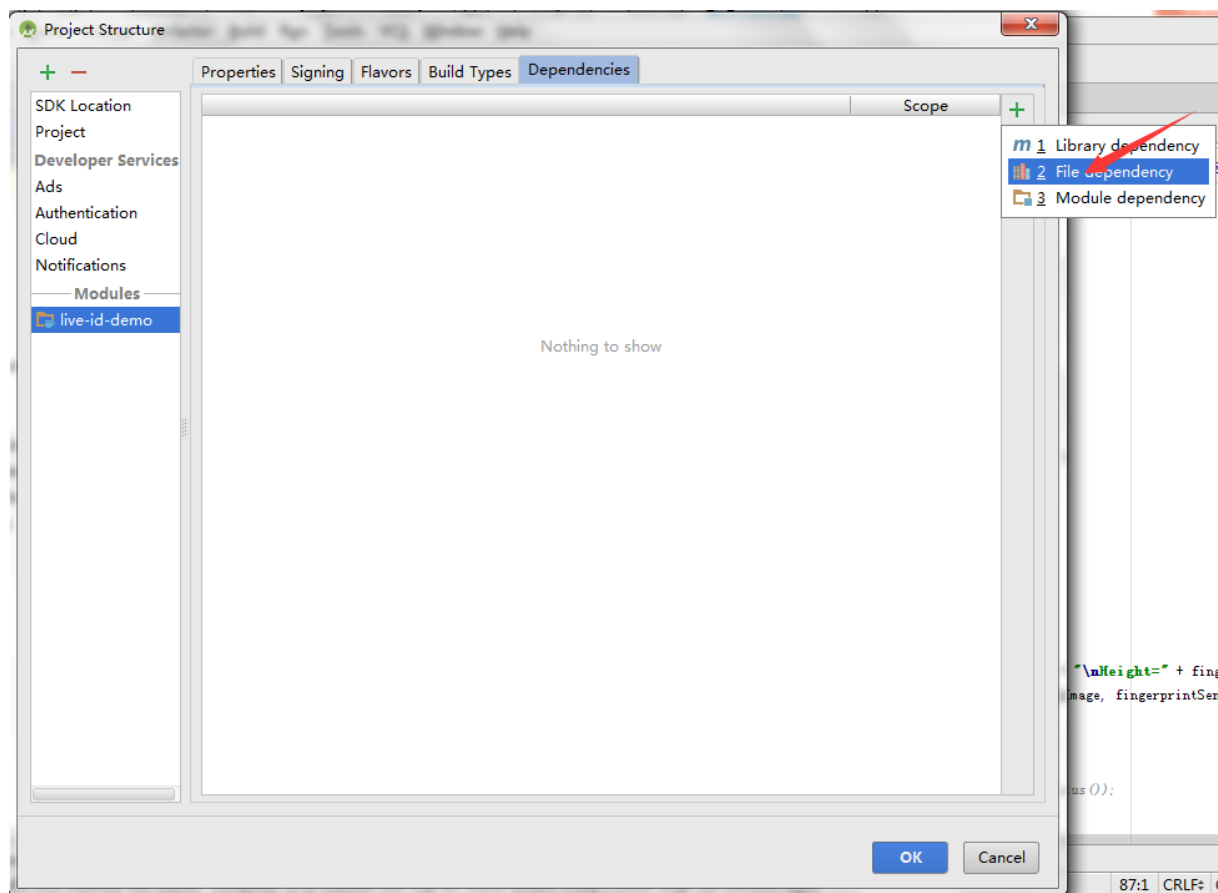 Project Structure
Properties Signing Flavors Build Types Dependencies
SDK Location
Project
Developer Services
Ads
Authentication
Cloud
Notifications
Modules
live-id-demo
Scope
m 1 Library dependency
2 File dependency
3 Module dependency
Nothing to show
"\nHeight=" + fing
mage, fingerprintSen
us());
OK Cancel
87:1 CRLF